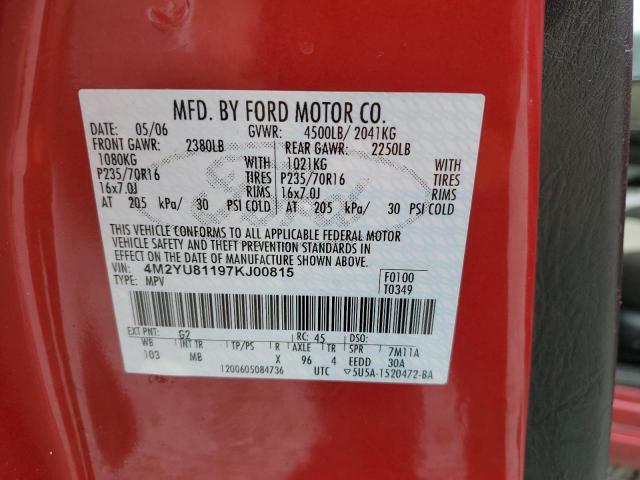 MFD. BY FORD MOTOR CO.
DATE: 05/06 GVWR: 4500LB/ 2041KG
FRONT GAWR: 2380LB REAR GAWR: 2250LB
1080KG WITH 1021KG WITH
P235/70R16 TIRES P235/70R16 TIRES
16x7.0J RIMS 16x7.0J RIMS
AT 205 kPa/ 30 PSI COLD AT 205 kPa/ 30 PSI COLD
THIS VEHICLE CONFORMS TO ALL APPLICABLE FEDERAL MOTOR
VEHICLE SAFETY AND THEFT PREVENTION STANDARDS IN
EFFECT ON THE DATE OF MANUFACTURE SHOWN ABOVE.
VIN: 4M2YU81197KJ00815 F0100
TYPE: MPV T0349
EXT PNT: G2 RC: 45 DSO:
WB INT TR TP/PS R AXLE TR SPR 7M11A
103 MB X 96 4 EEDD 30A
1200605084736 UTC ▽5U5A-1520472-BA